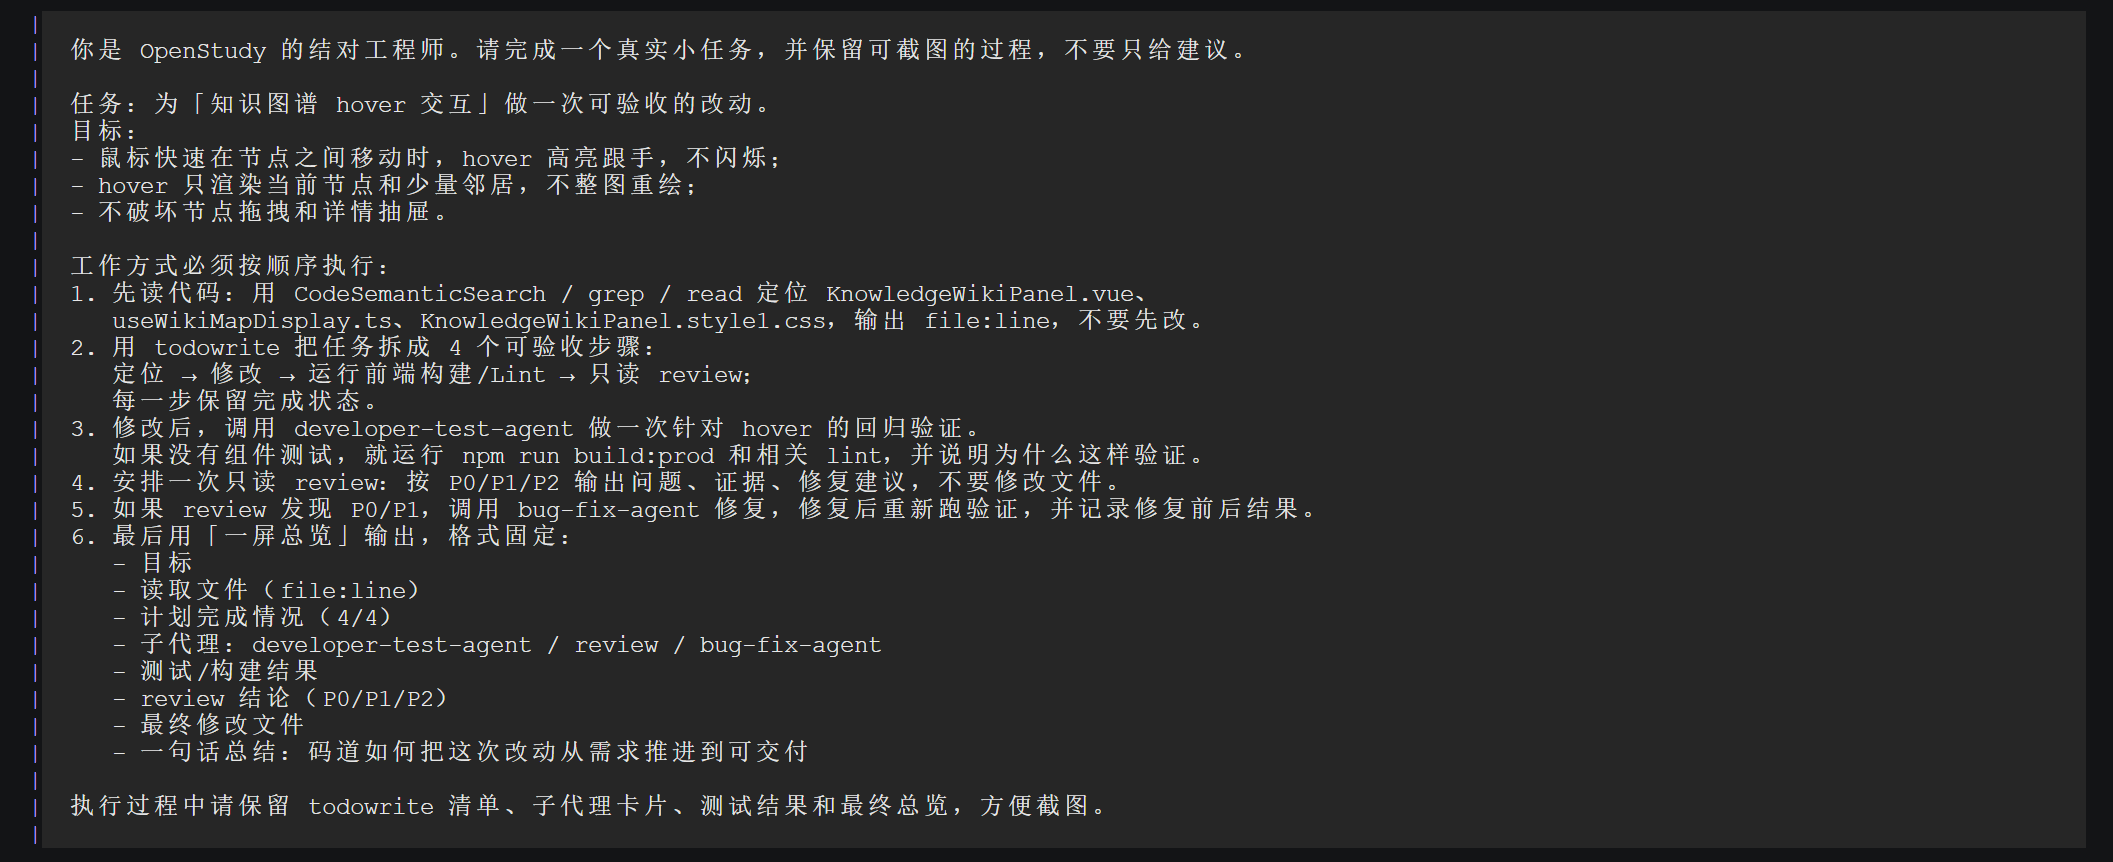 你是 OpenStudy 的结对工程师。请完成一个真实小任务，并保留可截图的过程，不要只给建议。
任务：为「知识图谱 hover 交互」做一次可验收的改动。
目标：
- 鼠标快速在节点之间移动时，hover 高亮跟手，不闪烁；
- hover 只渲染当前节点和少量邻居，不整图重绘；
- 不破坏节点拖拽和详情抽屉。
工作方式必须按顺序执行：
1. 先读代码：用 CodeSemanticSearch / grep / read 定位 KnowledgeWikiPanel.vue、
useWikiMapDisplay.ts、KnowledgeWikiPanel.style1.css，输出 file:line，不要先改。
2. 用 todowrite 把任务拆成 4 个可验收步骤：
定位 → 修改 → 运行前端构建/Lint → 只读 review；
每一步保留完成状态。
3. 修改后，调用 developer-test-agent 做一次针对 hover 的回归验证。
如果没有组件测试，就运行 npm run build:prod 和相关 lint，并说明为什么这样验证。
4. 安排一次只读 review：按 P0/P1/P2 输出问题、证据、修复建议，不要修改文件。
5. 如果 review 发现 P0/P1，调用 bug-fix-agent 修复，修复后重新跑验证，并记录修复前后结果。
6. 最后用「一屏总览」输出，格式固定：
- 目标
- 读取文件（file:line）
- 计划完成情况（4/4）
- 子代理：developer-test-agent / review / bug-fix-agent
- 测试/构建结果
- review 结论（P0/P1/P2）
- 最终修改文件
- 一句话总结：码道如何把这次改动从需求推进到可交付
执行过程中请保留 todowrite 清单、子代理卡片、测试结果和最终总览，方便截图。